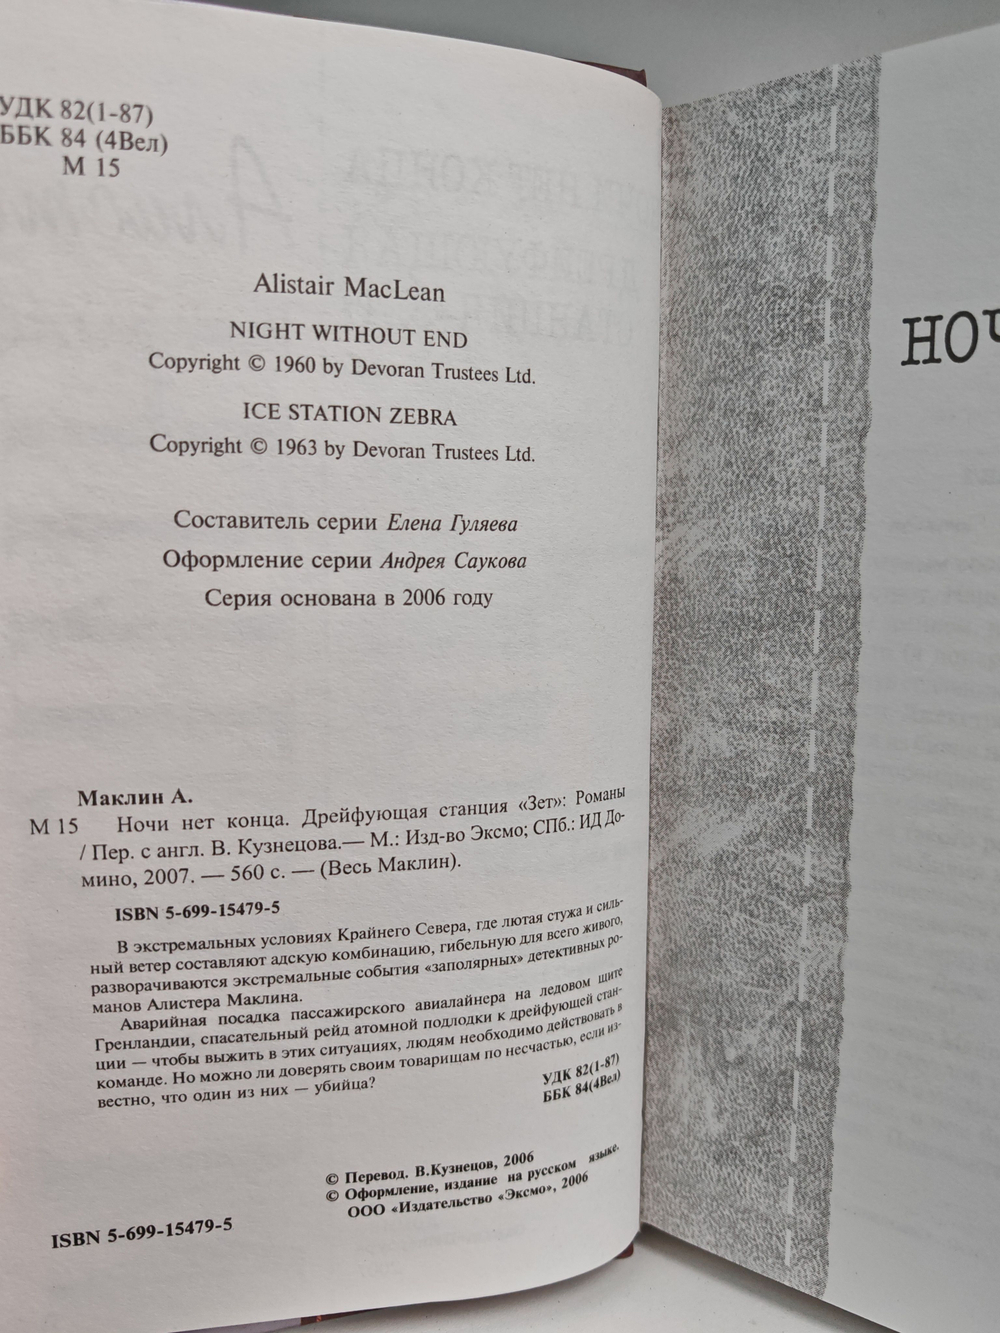 УДК 82(1-87)
ББК 84 (4Вел)
М 15
Alistair MacLean
NIGHT WITHOUT END
Copyright © 1960 by Devoran Trustees Ltd.
ICE STATION ZEBRA
Copyright © 1963 by Devoran Trustees Ltd.
Составитель серии Елена Гуляева
Оформление серии Андрея Саукова
Серия основана в 2006 году
Маклин А.
М 15 Ночи нет конца. Дрейфующая станция «Зет»: Романы
/ Пер. с англ. В. Кузнецова.— М.: Изд-во Эксмо; СПб.: ИД До-
мино, 2007. — 560 с. — (Весь Маклин).
ISBN 5-699-15479-5
В экстремальных условиях Крайнего Севера, где лютая стужа и силь-
ный ветер составляют адскую комбинацию, гибельную для всего живого,
разворачиваются экстремальные события «заполярных» детективных ро-
манов Алистера Маклина.
Аварийная посадка пассажирского авиалайнера на ледовом щите
Гренландии, спасательный рейд атомной подлодки к дрейфующей стан-
ции — чтобы выжить в этих ситуациях, людям необходимо действовать в
команде. Но можно ли доверять своим товарищам по несчастью, если из-
вестно, что один из них — убийца?
УДК 82(1-87)
ББК 84(4Вел)
© Перевод. В.Кузнецов, 2006
© Оформление, издание на русском языке.
ООО «Издательство «Эксмо», 2006
ISBN 5-699-15479-5
НОЧ